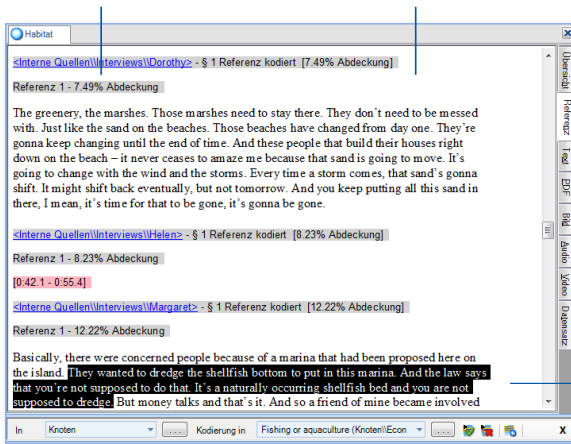 Habitat
<Interne Quellen\\Interviews\\Dorothy> - § 1 Referenz kodiert  [7.49% Abdeckung]
Referenz 1 - 7.49% Abdeckung
The greenery, the marshes. Those marshes need to stay there. They don't need to be messed
with. Just like the sand on the beaches. Those beaches have changed from day one. They're
gonna keep changing until the end of time. And these people that build their houses right
down on the beach – it never ceases to amaze me because that sand is going to move. It's
going to change with the wind and the storms. Every time a storm comes, that sand's gonna
shift. It might shift back eventually, but not tomorrow. And you keep putting all this sand in
there, I mean, it's time for that to be gone, it's gonna be gone.
<Interne Quellen\\Interviews\\Helen> - § 1 Referenz kodiert  [8.23% Abdeckung]
Referenz 1 - 8.23% Abdeckung
[0:42.1 - 0:55.4]
<Interne Quellen\\Interviews\\Margaret> - § 1 Referenz kodiert  [12.22% Abdeckung]
Referenz 1 - 12.22% Abdeckung
Basically, there were concerned people because of a marina that had been proposed here on
the island. They wanted to dredge the shellfish bottom to put in this marina. And the law says
that you're not supposed to do that. It's a naturally occurring shellfish bed and you are not
supposed to dredge. But money talks and that's it. And so a friend of mine became involved
Übersicht
Referenz
Text
PDF
Bild
Audio
Video
Datensatz
In Knoten ... Kodierung in Fishing or aquaculture (Knoten\\Econ ... X